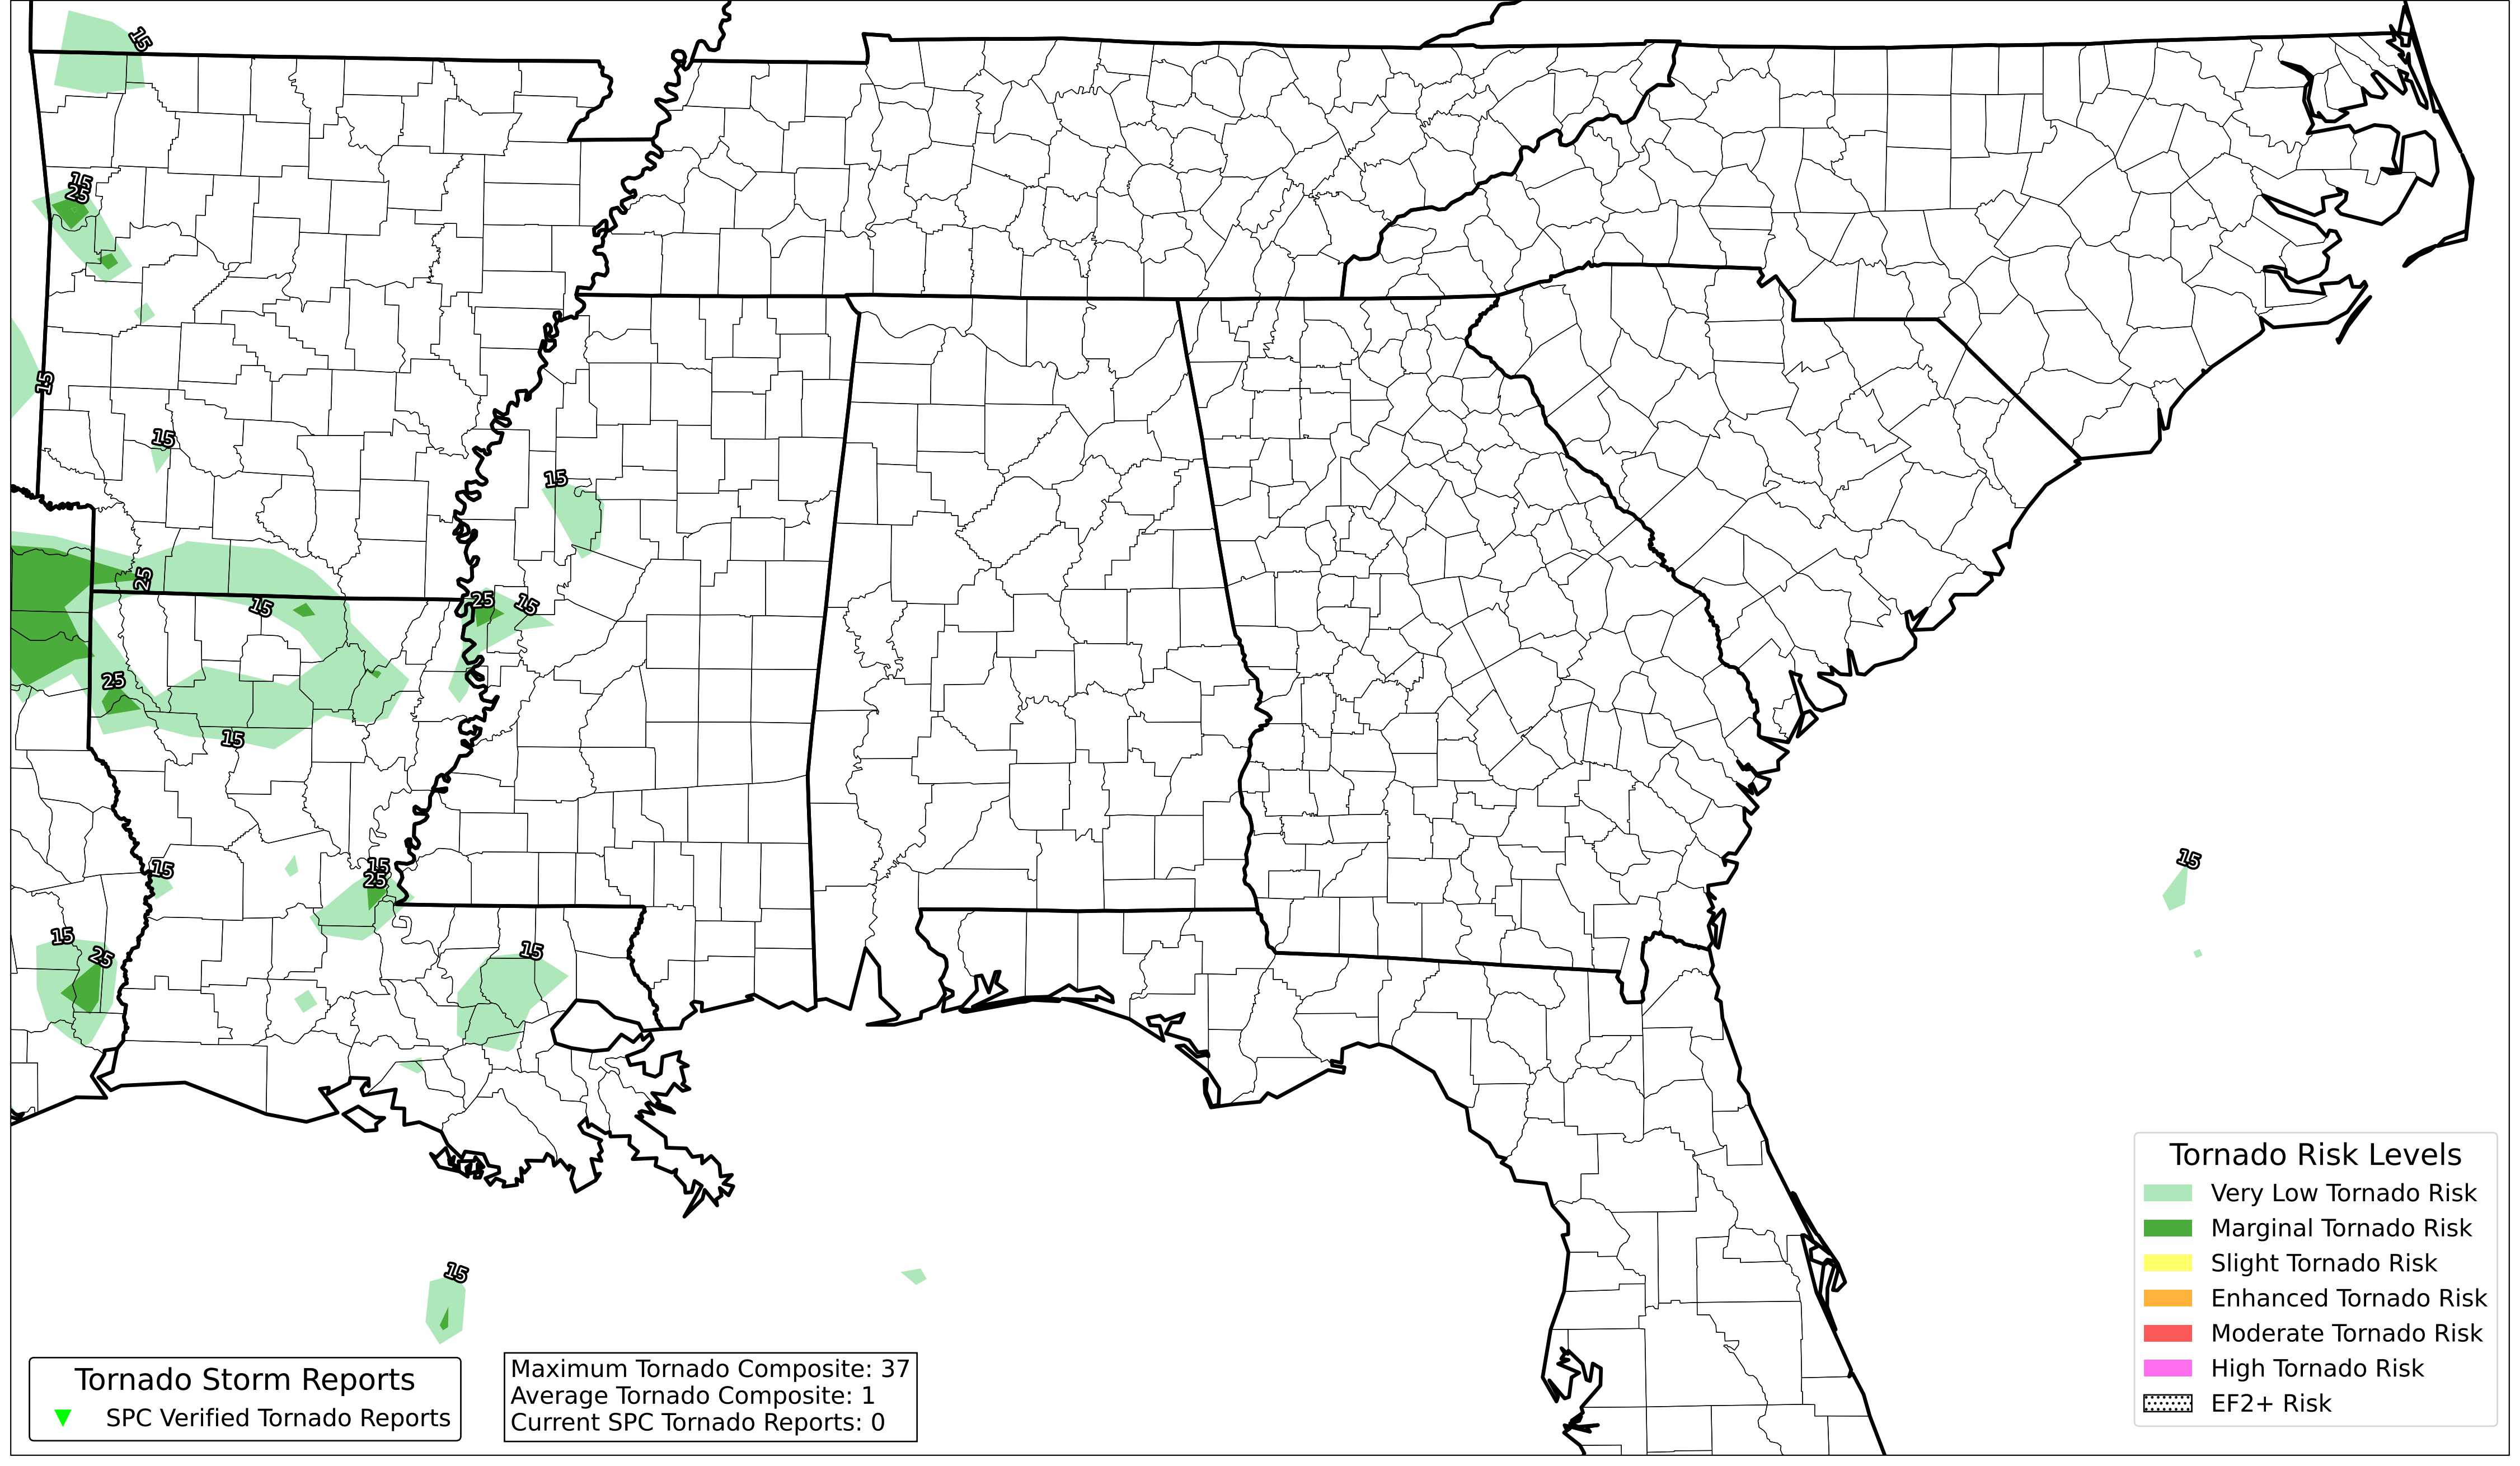 15
15
25
15
15
15
25
15
25
15
25
15
15
15
25
15
15
25
15
15
15
Tornado Risk Levels
Very Low Tornado Risk
Marginal Tornado Risk
Slight Tornado Risk
Enhanced Tornado Risk
Moderate Tornado Risk
High Tornado Risk
EF2+ Risk
Tornado Storm Reports
SPC Verified Tornado Reports
Maximum Tornado Composite: 37
Average Tornado Composite: 1
Current SPC Tornado Reports: 0